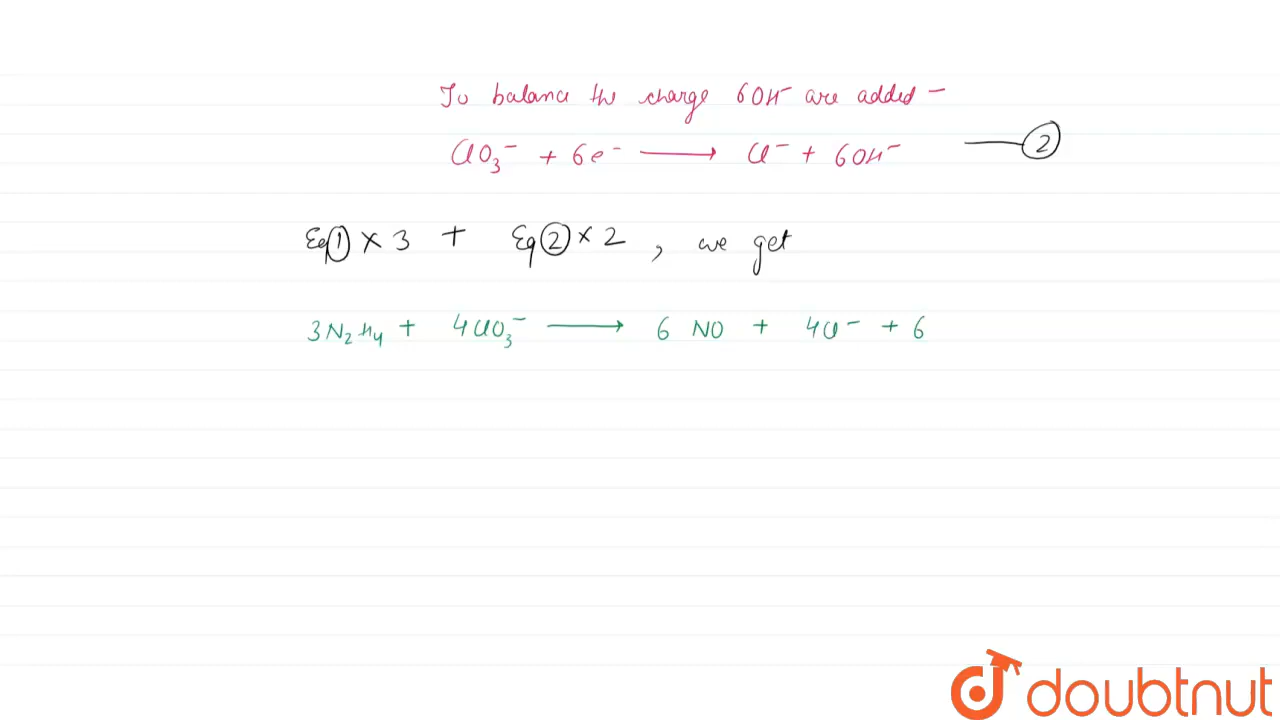 To balance the charge 6OH⁻ are added –
ClO₃⁻ + 6e⁻ ⟶ Cl⁻ + 6OH⁻ —②
Eq① × 3 + Eq② × 2 , we get
3N₂H₄ + 4ClO₃⁻ ⟶ 6 NO + 4Cl⁻ + 6
doubtnut